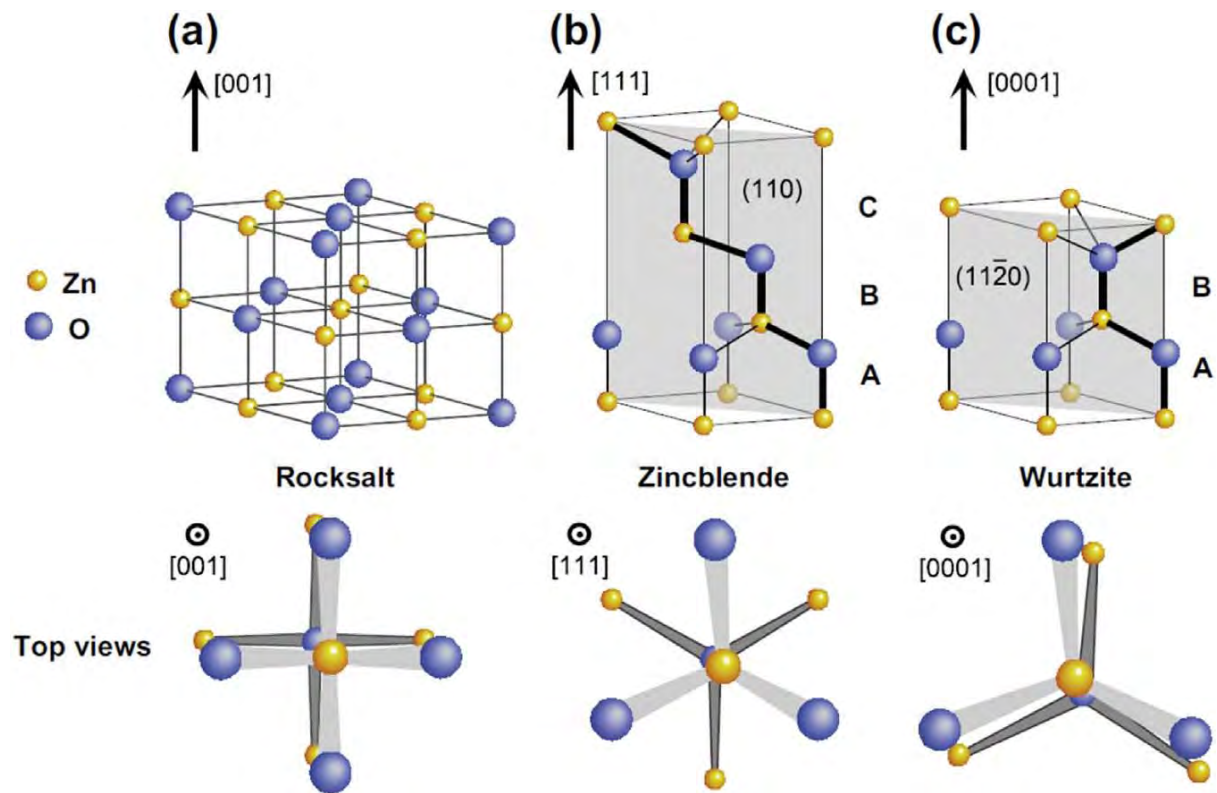 (a)
[001]
Zn
O
Rocksalt
(b)
[111]
(110)
C
B
A
Zincblende
(c)
[0001]
(112̅0)
B
A
Wurtzite
Top views
[001]
[111]
[0001]